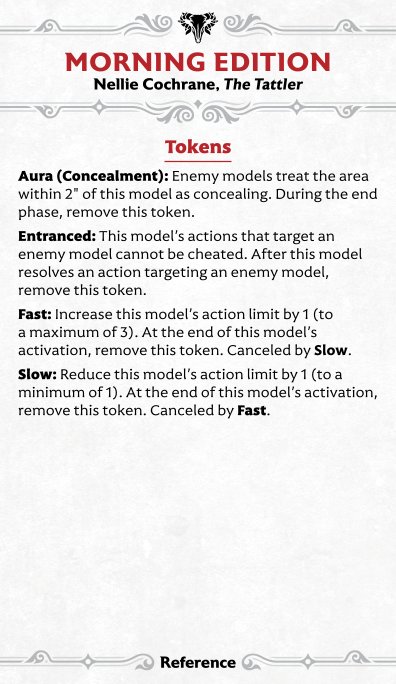 MORNING EDITION
Nellie Cochrane, The Tattler
Tokens
Aura (Concealment): Enemy models treat the area
within 2" of this model as concealing. During the end
phase, remove this token.
Entranced: This model's actions that target an
enemy model cannot be cheated. After this model
resolves an action targeting an enemy model,
remove this token.
Fast: Increase this model's action limit by 1 (to
a maximum of 3). At the end of this model's
activation, remove this token. Canceled by Slow.
Slow: Reduce this model's action limit by 1 (to a
minimum of 1). At the end of this model's activation,
remove this token. Canceled by Fast.
Reference